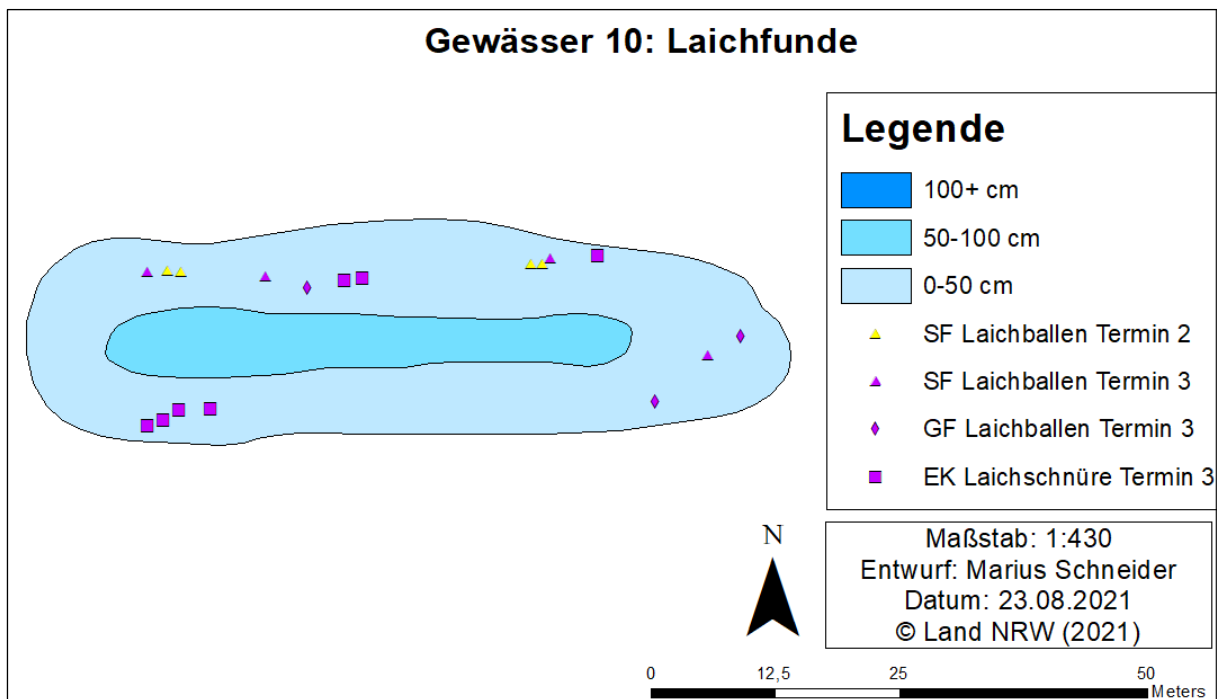 Gewässer 10: Laichfunde
Legende
100+ cm
50-100 cm
0-50 cm
SF Laichballen Termin 2
SF Laichballen Termin 3
GF Laichballen Termin 3
EK Laichschnüre Termin 3
N
Maßstab: 1:430
Entwurf: Marius Schneider
Datum: 23.08.2021
© Land NRW (2021)
0 12,5 25 50
Meters